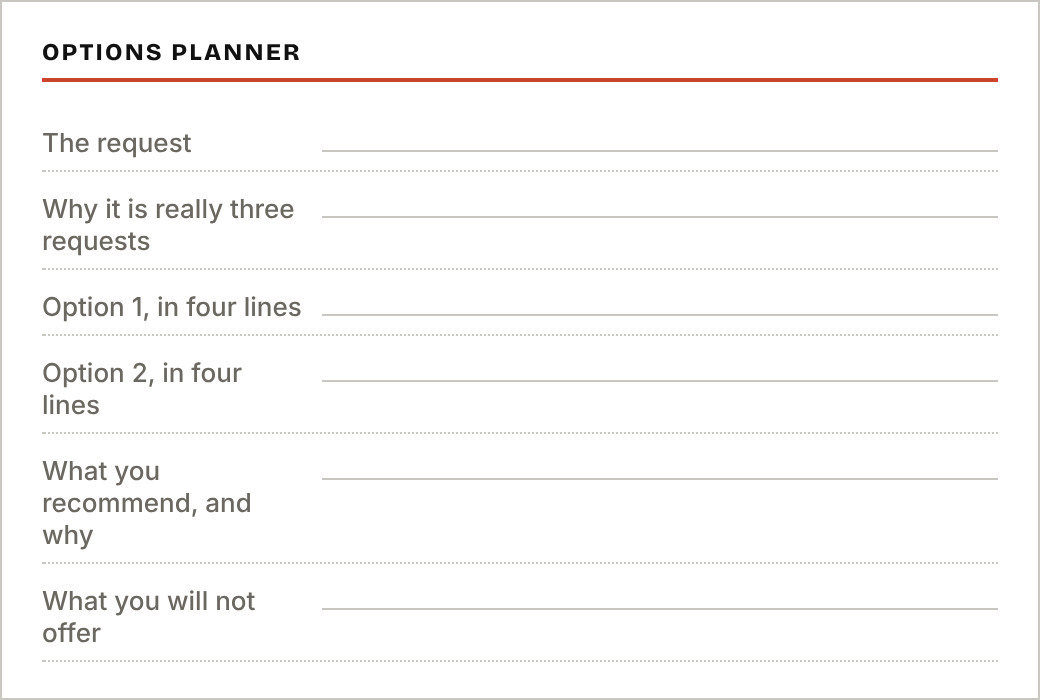 OPTIONS PLANNER
The request
Why it is really three
requests
Option 1, in four lines
Option 2, in four
lines
What you
recommend, and
why
What you will not
offer